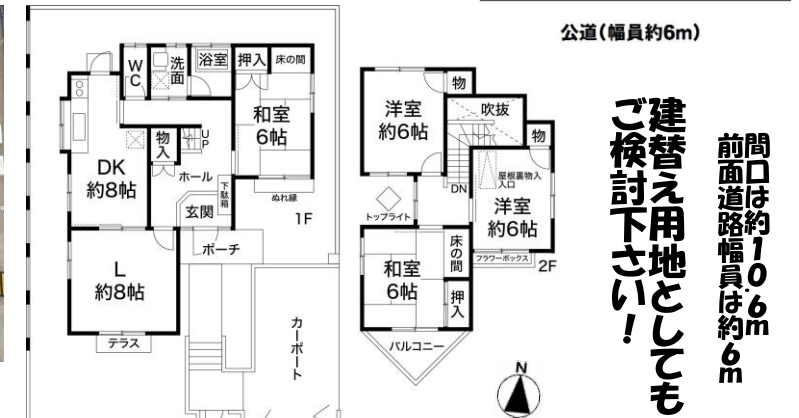 公道(幅員約6m)
間口は約10.6m
前面道路幅員は約6m
建替え用地としても
ご検討下さい!
WC
洗面
浴室
押入
床の間
和室
6帖
ぬれ縁
1F
DK
約8帖
物入
UP
ホール
下駄箱
玄関
ポーチ
L
約8帖
テラス
カーポート
洋室
約6帖
物
吹抜
物
DN
屋根裏物入
入口
トップライト
洋室
約6帖
フラワーボックス
2F
和室
6帖
床の間
押入
バルコニー
N